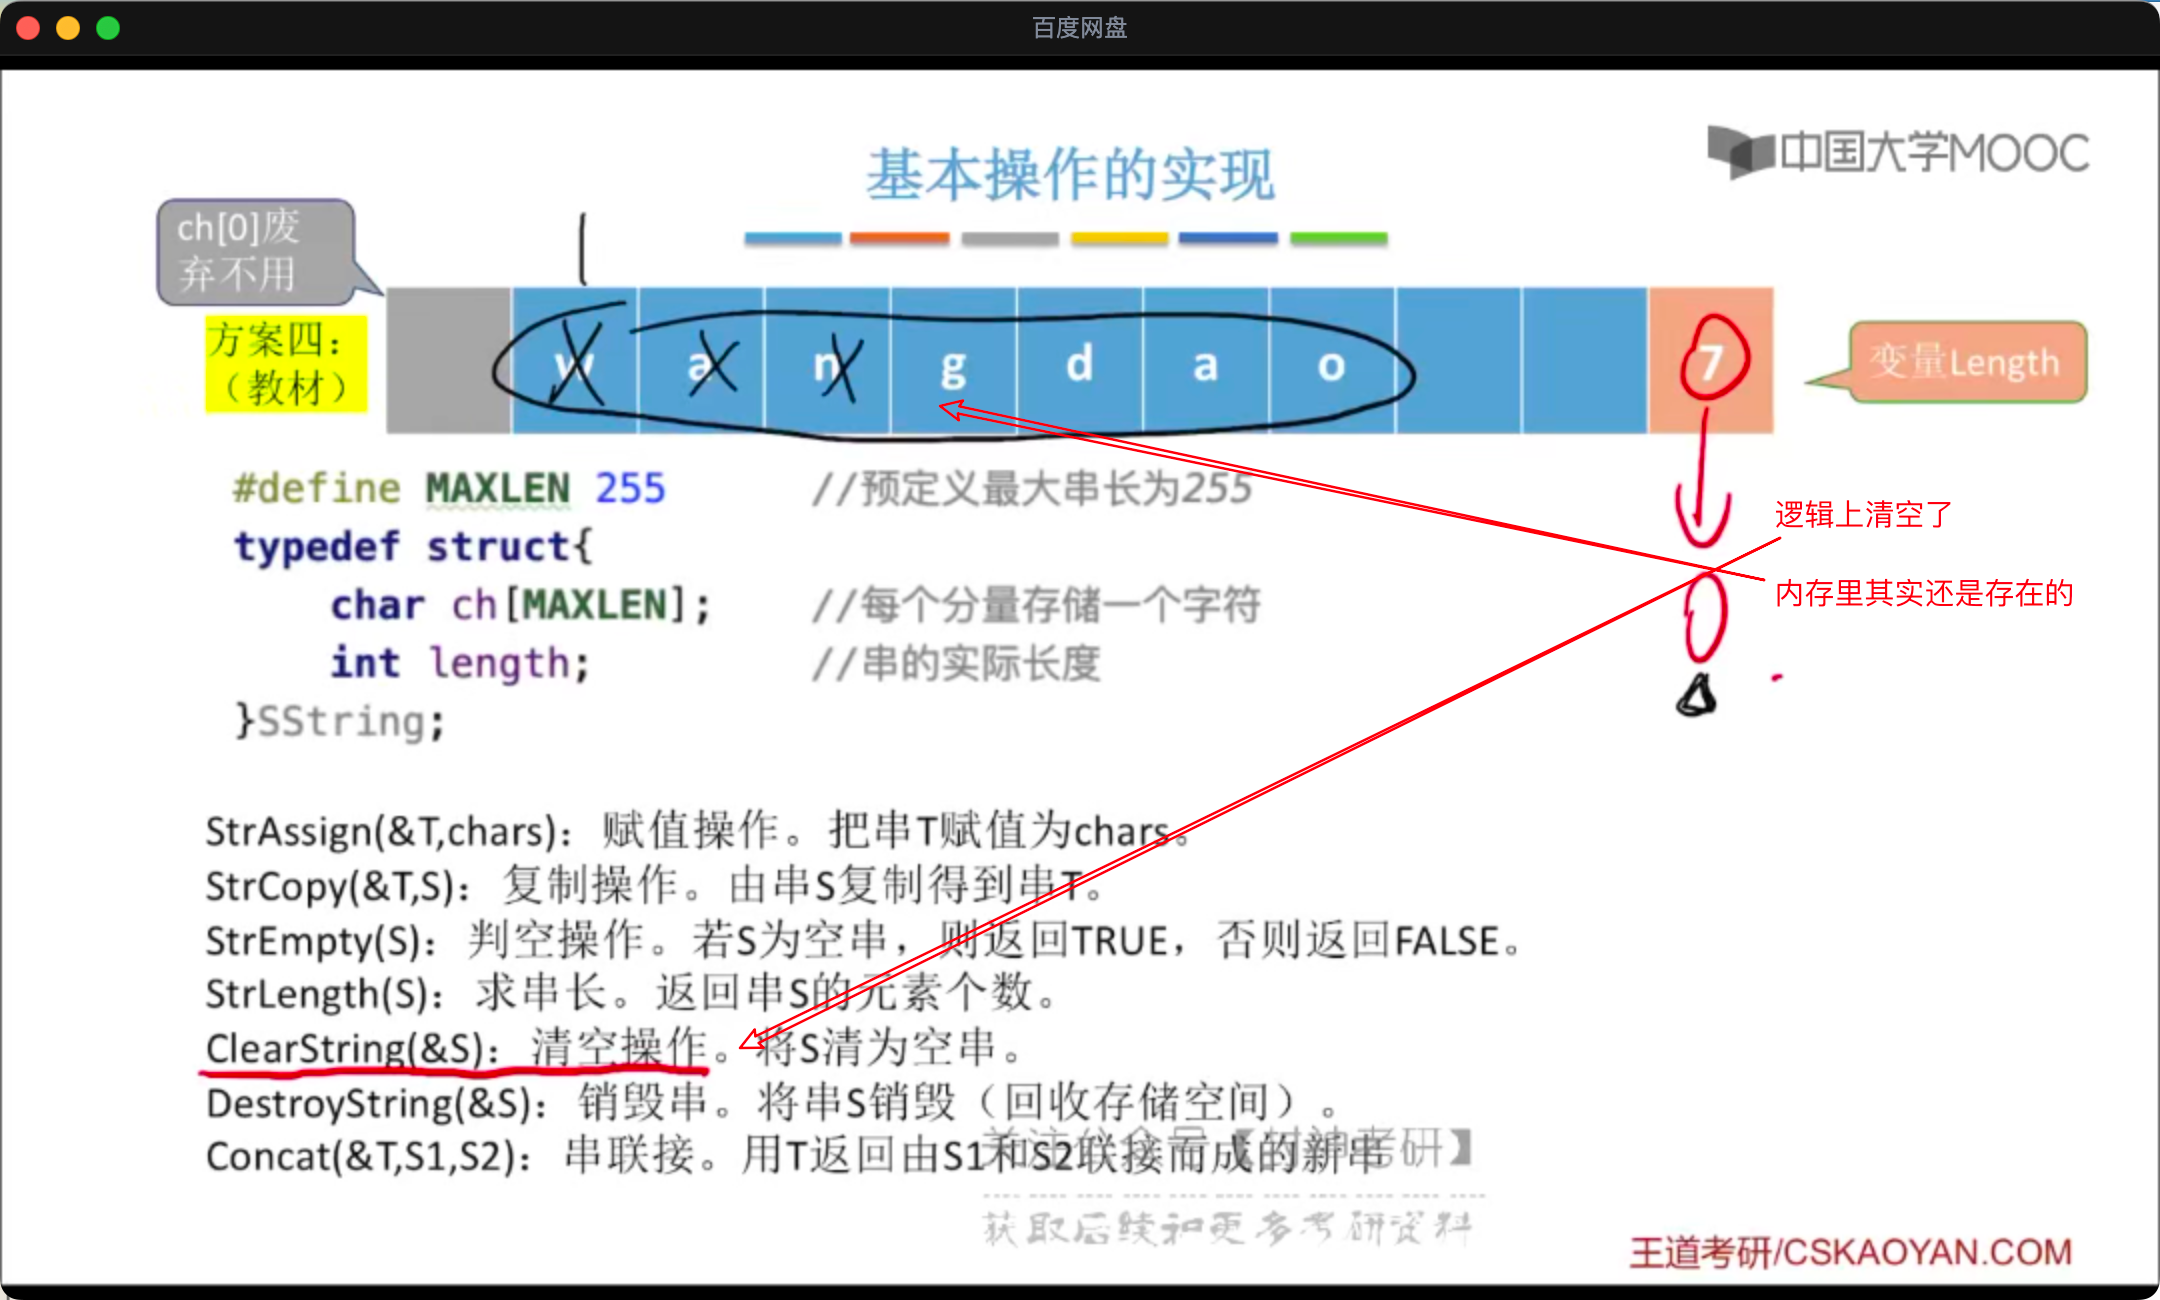 百度网盘
中国大学MOOC
基本操作的实现
ch[0]废
弃不用
方案四：
（教材）
w a n g d a o 7
变量Length
#define MAXLEN 255 //预定义最大串长为255
typedef struct{
char ch[MAXLEN]; //每个分量存储一个字符
int length; //串的实际长度
}SString;
逻辑上清空了
内存里其实还是存在的
0
StrAssign(&T,chars)：赋值操作。把串T赋值为chars。
StrCopy(&T,S)：复制操作。由串S复制得到串T。
StrEmpty(S)：判空操作。若S为空串，则返回TRUE，否则返回FALSE。
StrLength(S)：求串长。返回串S的元素个数。
ClearString(&S)：清空操作。将S清为空串。
DestroyString(&S)：销毁串。将串S销毁（回收存储空间）。
Concat(&T,S1,S2)：串联接。用T返回由S1和S2联接而成的新串
获取后续和更多考研资料
王道考研/CSKAOYAN.COM